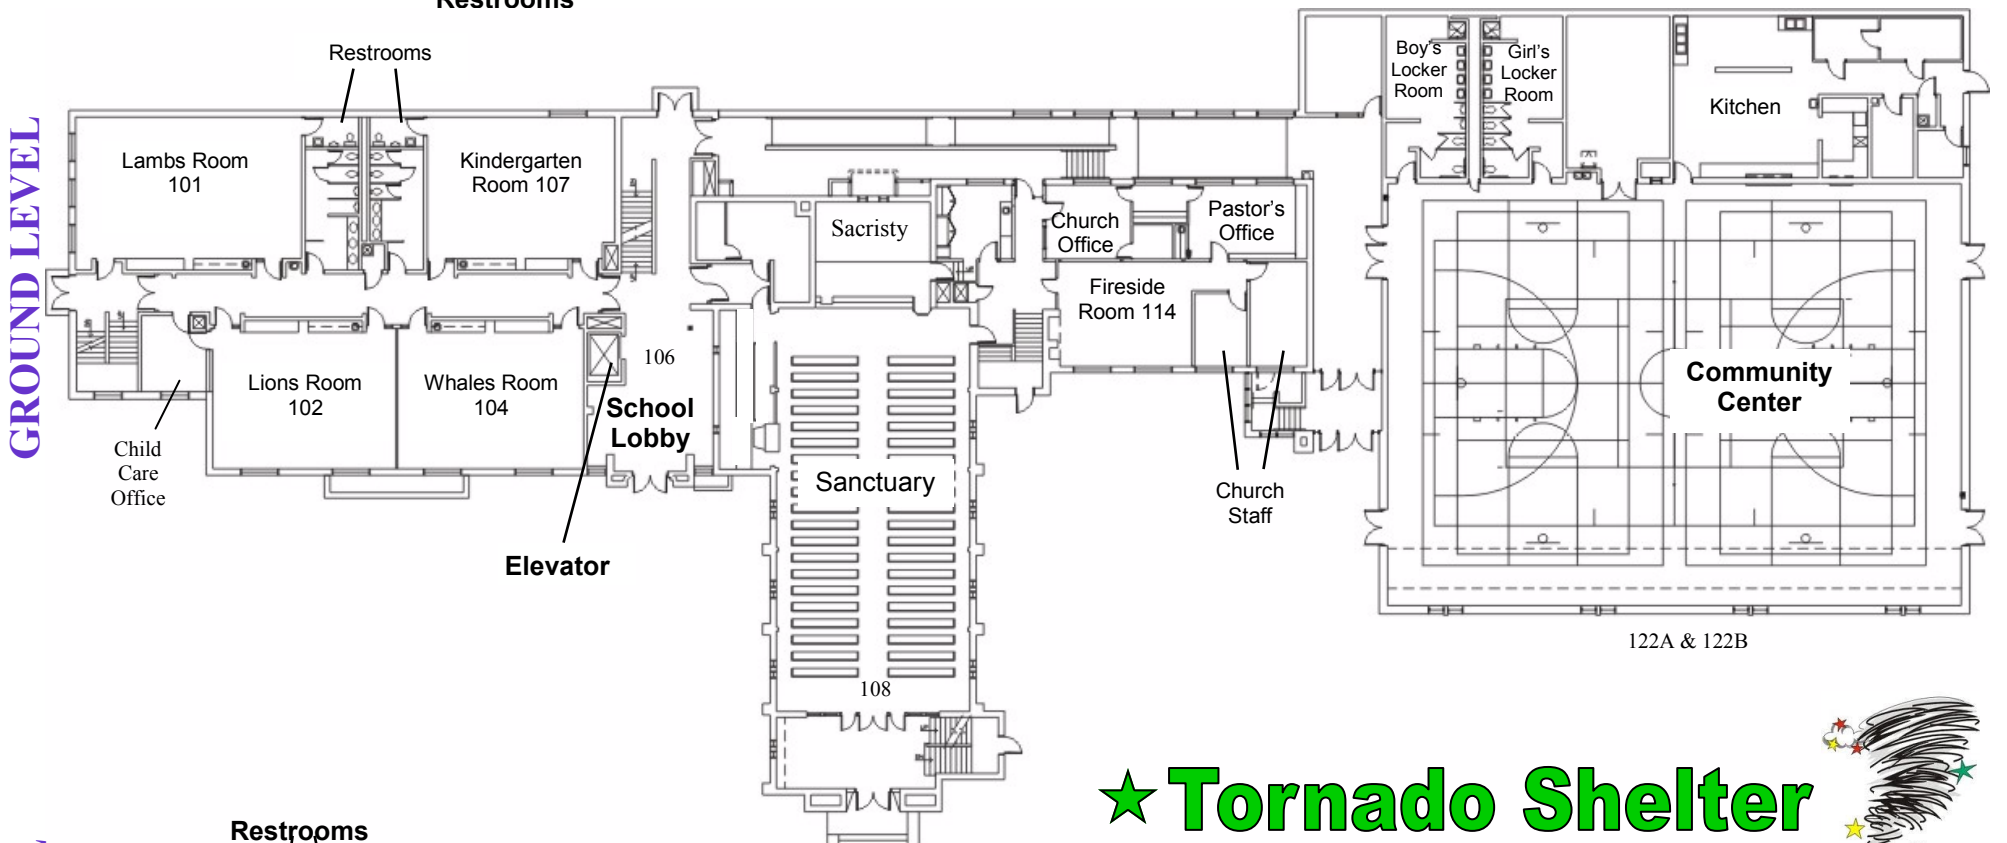 Restrooms
Restrooms
GROUND LEVEL
Lambs Room
101
Kindergarten
Room 107
Sacristy
Church
Office
Pastor's
Office
Boy's
Locker
Room
Girl's
Locker
Room
Kitchen
Fireside
Room 114
Lions Room
102
Whales Room
104
106
School
Lobby
Child
Care
Office
Elevator
Sanctuary
108
Church
Staff
Community
Center
122A & 122B
Tornado Shelter
Restrooms